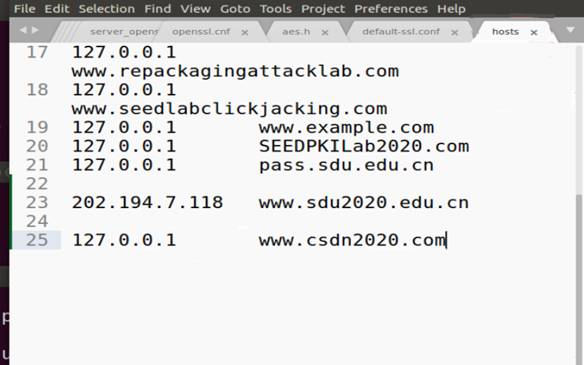 File Edit Selection Find View Goto Tools Project Preferences Help
server_opens openssl.cnf × aes.h × default-ssl.conf × hosts ×
17 127.0.0.1
www.repackagingattacklab.com
18 127.0.0.1
www.seedlabclickjacking.com
19 127.0.0.1 www.example.com
20 127.0.0.1 SEEDPKILab2020.com
21 127.0.0.1 pass.sdu.edu.cn
22
23 202.194.7.118 www.sdu2020.edu.cn
24
25 127.0.0.1 www.csdn2020.com